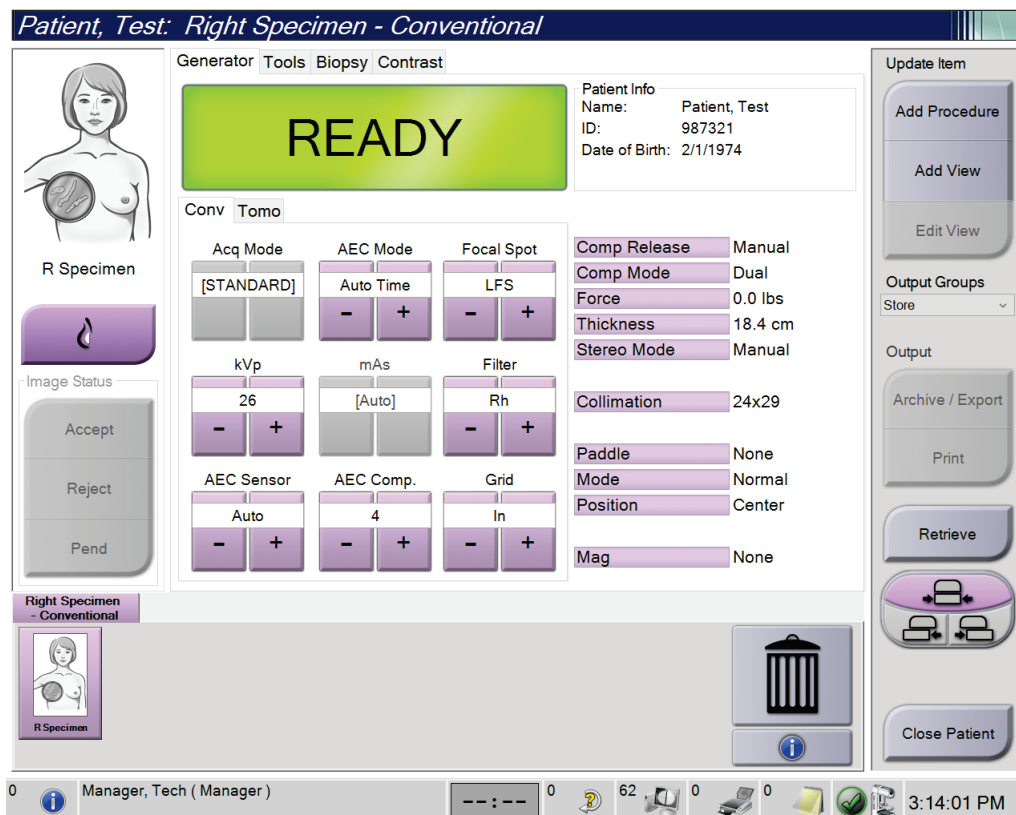 Patient, Test: Right Specimen - Conventional
R Specimen
Image Status
Accept
Reject
Pend
Generator Tools Biopsy Contrast
READY
Patient Info
Name: Patient, Test
ID: 987321
Date of Birth: 2/1/1974
Conv Tomo
Acq Mode AEC Mode Focal Spot
[STANDARD] Auto Time LFS
- + - +
kVp mAs Filter
26 [Auto] Rh
- + - +
AEC Sensor AEC Comp. Grid
Auto 4 In
- + - + - +
Comp Release Manual
Comp Mode Dual
Force 0.0 lbs
Thickness 18.4 cm
Stereo Mode Manual
Collimation 24x29
Paddle None
Mode Normal
Position Center
Mag None
Update Item
Add Procedure
Add View
Edit View
Output Groups
Store
Output
Archive / Export
Print
Retrieve
Close Patient
Right Specimen
- Conventional
R Specimen
0 Manager, Tech ( Manager ) --:-- 0 62 0 0 3:14:01 PM